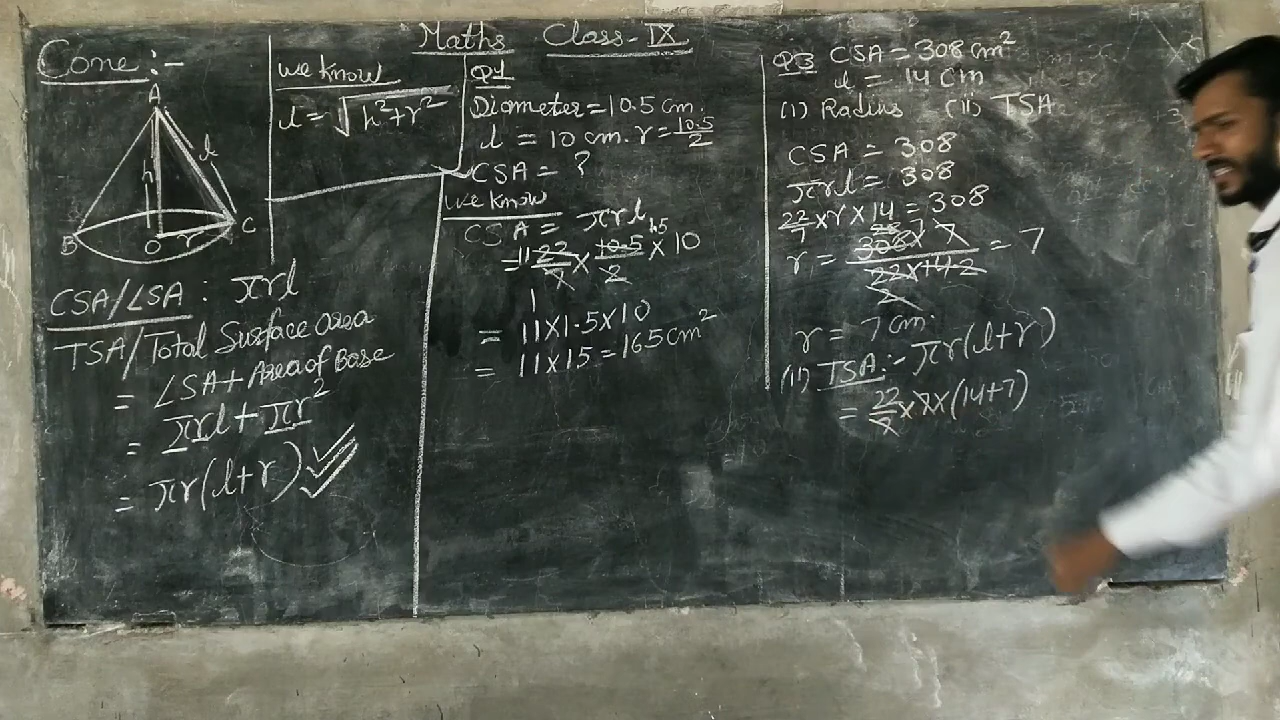 Maths Class-IX
Cone :-
A
h
l
B
O
r
C
CSA/LSA : πrl
TSA/Total Surface area
= LSA + Area of Base
= πrl + πr²
= πr(l+r)
we know
l = √h²+r²
Q1
Diameter = 10.5 cm.
l = 10 cm. r = 10.5/2
CSA = ?
we know
CSA = πrl
= 22/7 × 10.5/2 × 10
= 11×1.5×10
= 11×15 = 165 cm²
Q3 CSA = 308 cm²
l = 14 cm
(i) Radius (ii) TSA
CSA = 308
πrl = 308
22/7 × r × 14 = 308
r = 308 × 7 / 22×14 = 7
r = 7 cm.
(ii) TSA :- πr(l+r)
= 22/7 × 7 × (14+7)